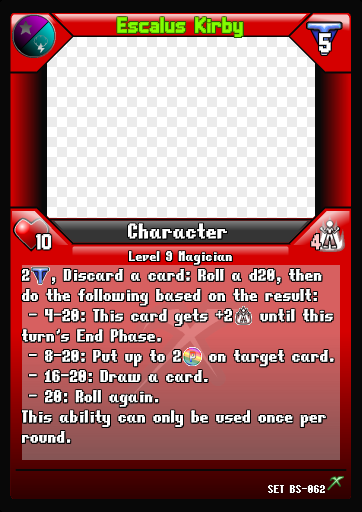 Escalus Kirby
5
10
Character
4
Level 9 Magician
2, Discard a card: Roll a d20, then
do the following based on the result:
- 4-20: This card gets +2 until this
turn's End Phase.
- 8-20: Put up to 2 on target card.
- 16-20: Draw a card.
- 20: Roll again.
This ability can only be used once per
round.
SET BS-062